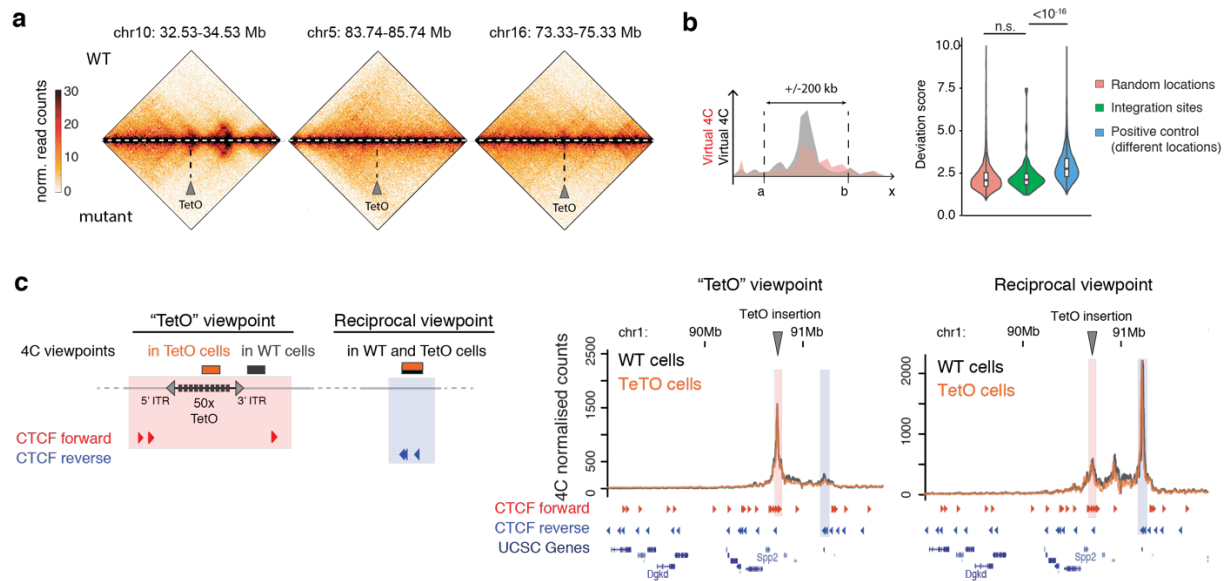 a
chr10: 32.53-34.53 Mb chr5: 83.74-85.74 Mb chr16: 73.33-75.33 Mb
WT
norm. read counts
30
20
10
0
TetO TetO TetO
mutant
b
+/-200 kb
Virtual 4C
Virtual 4C
a b x
n.s. <10⁻¹⁶
Deviation score
10.0
7.5
5.0
2.5
0.0
Random locations
Integration sites
Positive control
(different locations)
c
"TetO" viewpoint Reciprocal viewpoint
4C viewpoints in TetO cells in WT cells in WT and TetO cells
5' ITR 50x 3' ITR
TetO
CTCF forward
CTCF reverse
"TetO" viewpoint
TetO insertion
chr1: 90Mb 91Mb
4C normalised counts
2500
1500
500
0
WT cells
TeTO cells
CTCF forward
CTCF reverse
UCSC Genes
Spp2
Dgkd
Reciprocal viewpoint
TetO insertion
chr1: 90Mb 91Mb
2000
1200
400
0
WT cells
TetO cells
Spp2
Dgkd